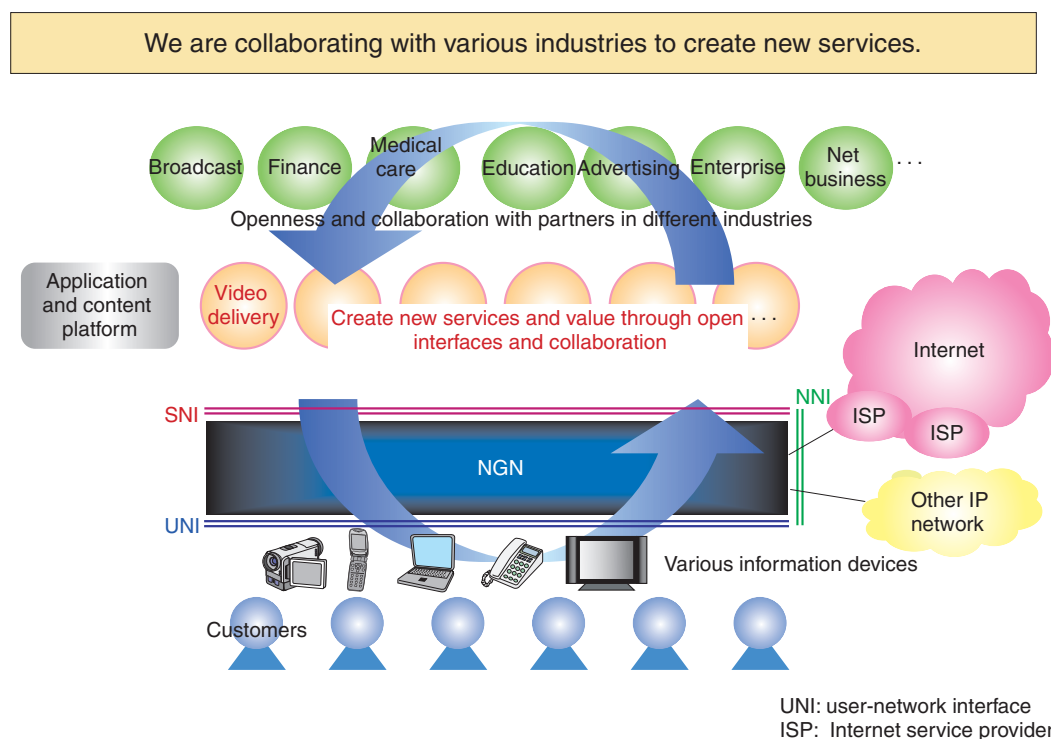 We are collaborating with various industries to create new services.
Broadcast
Finance
Medical
care
Education
Advertising
Enterprise
Net
business
...
Openness and collaboration with partners in different industries
Application
and content
platform
Video
delivery
Create new services and value through open
interfaces and collaboration
...
Internet
ISP
ISP
NNI
SNI
NGN
UNI
Other IP
network
Various information devices
Customers
UNI: user-network interface
ISP: Internet service provider